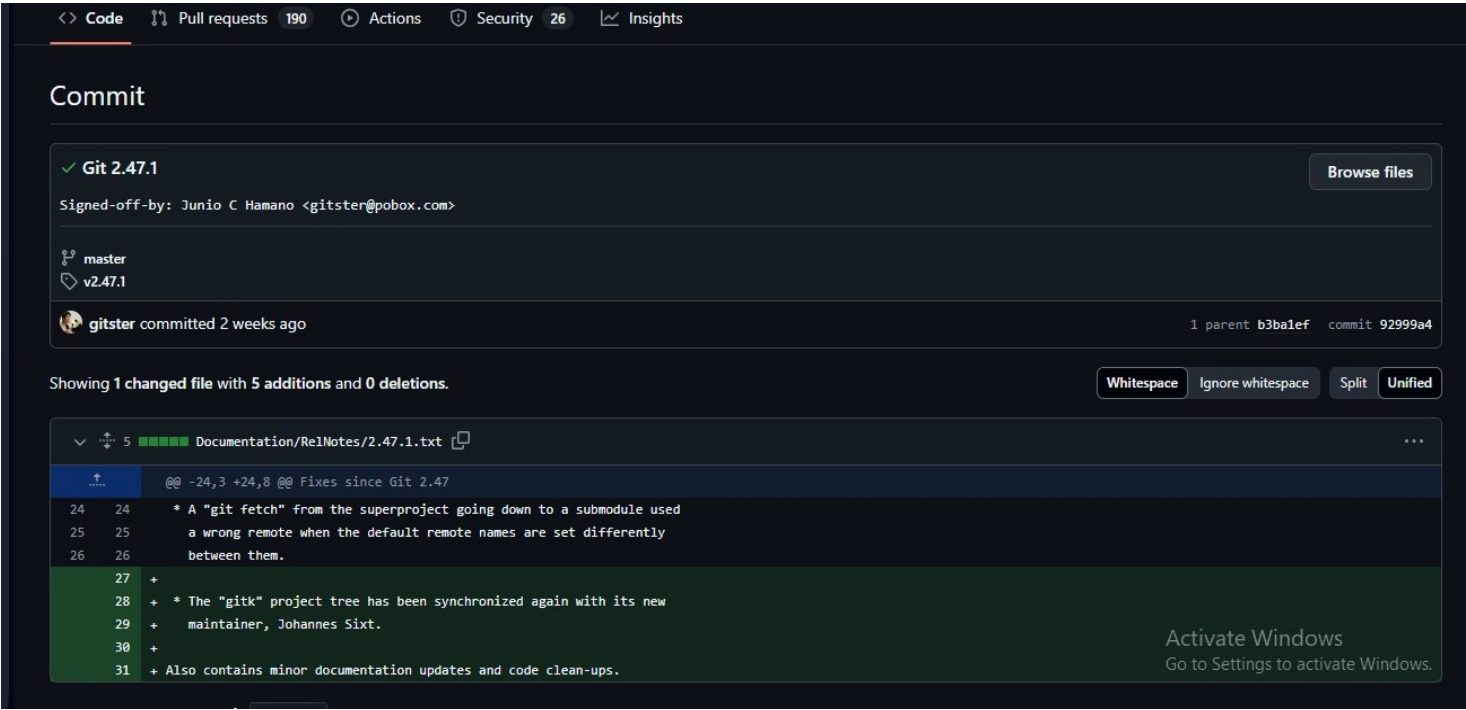 <> Code Pull requests 190 Actions Security 26 Insights
Commit
Git 2.47.1
Browse files
Signed-off-by: Junio C Hamano <gitster@pobox.com>
master
v2.47.1
gitster committed 2 weeks ago 1 parent b3ba1ef commit 92999a4
Showing 1 changed file with 5 additions and 0 deletions. Whitespace Ignore whitespace Split Unified
5 Documentation/RelNotes/2.47.1.txt ...
@@ -24,3 +24,8 @@ Fixes since Git 2.47
24 24 * A "git fetch" from the superproject going down to a submodule used
25 25 a wrong remote when the default remote names are set differently
26 26 between them.
27 +
28 + * The "gitk" project tree has been synchronized again with its new
29 + maintainer, Johannes Sixt.
30 +
31 + Also contains minor documentation updates and code clean-ups.
Activate Windows
Go to Settings to activate Windows.